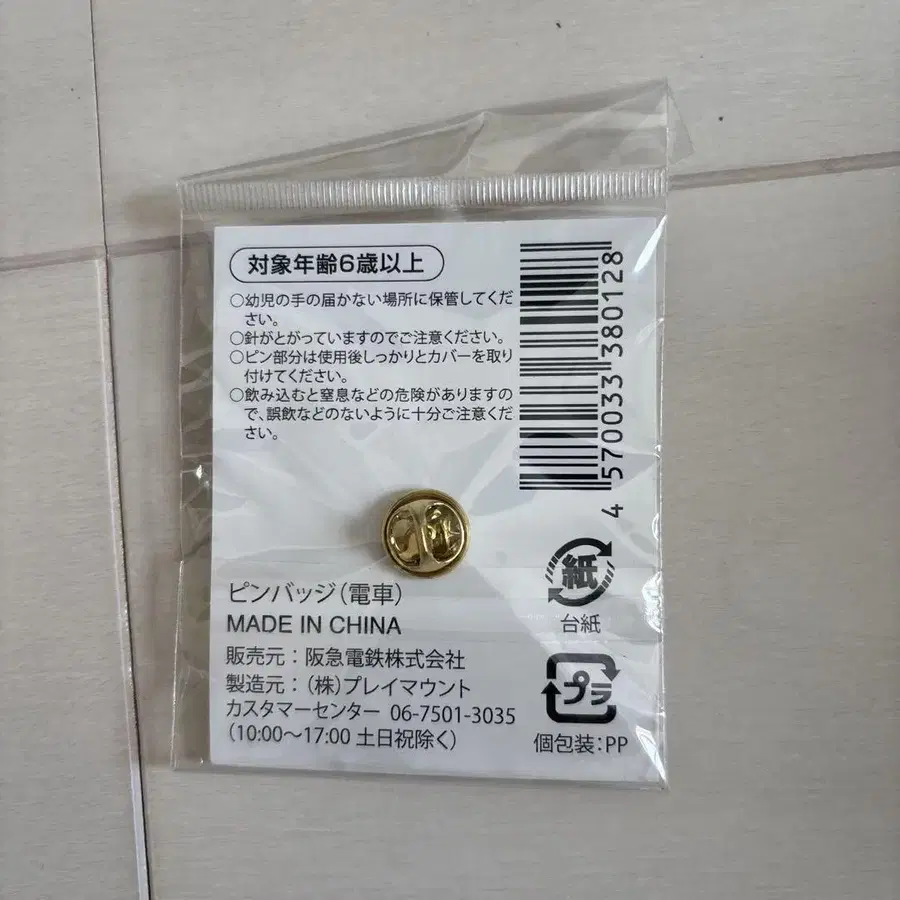 対象年齢6歳以上
○幼児の手の届かない場所に保管してくだ
さい。
○針がとがっていますのでご注意ください。
○ピン部分は使用後しっかりとカバーを取り
付けてください。
○飲み込むと窒息などの危険がありますの
で、誤飲などのないように十分ご注意くだ
さい。
4 570033 380128
ピンバッジ(電車)
MADE IN CHINA
販売元：阪急電鉄株式会社
製造元：(株)プレイマウント
カスタマーセンター 06-7501-3035
(10:00～17:00 土日祝除く)
紙
台紙
プラ
個包装：PP